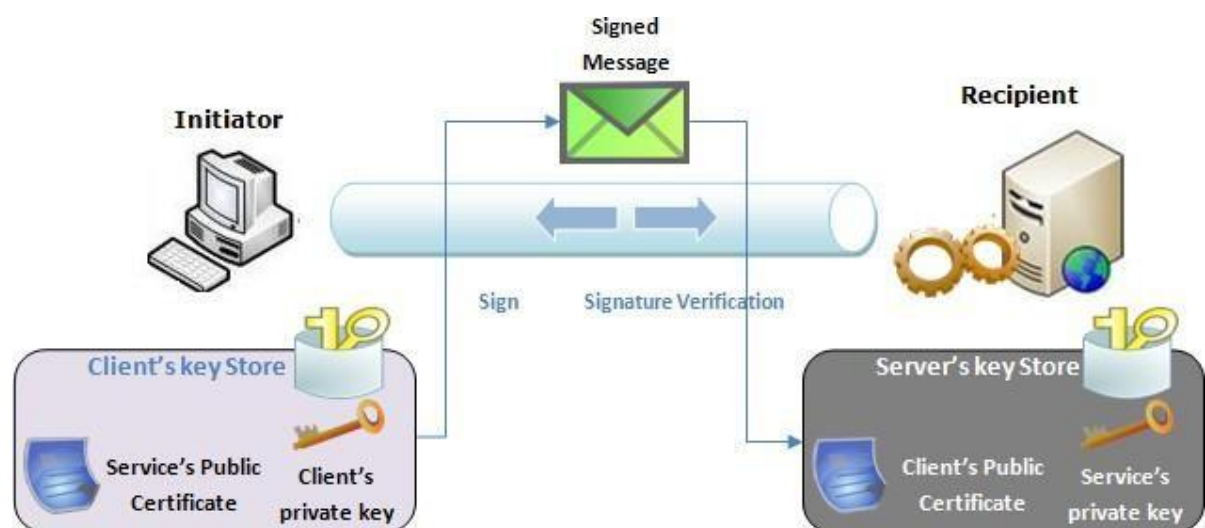 Signed
Message
Initiator
Recipient
Sign
Signature Verification
Client's key Store
Service's Public
Certificate
Client's
private key
Server's key Store
Client's Public
Certificate
Service's
private key